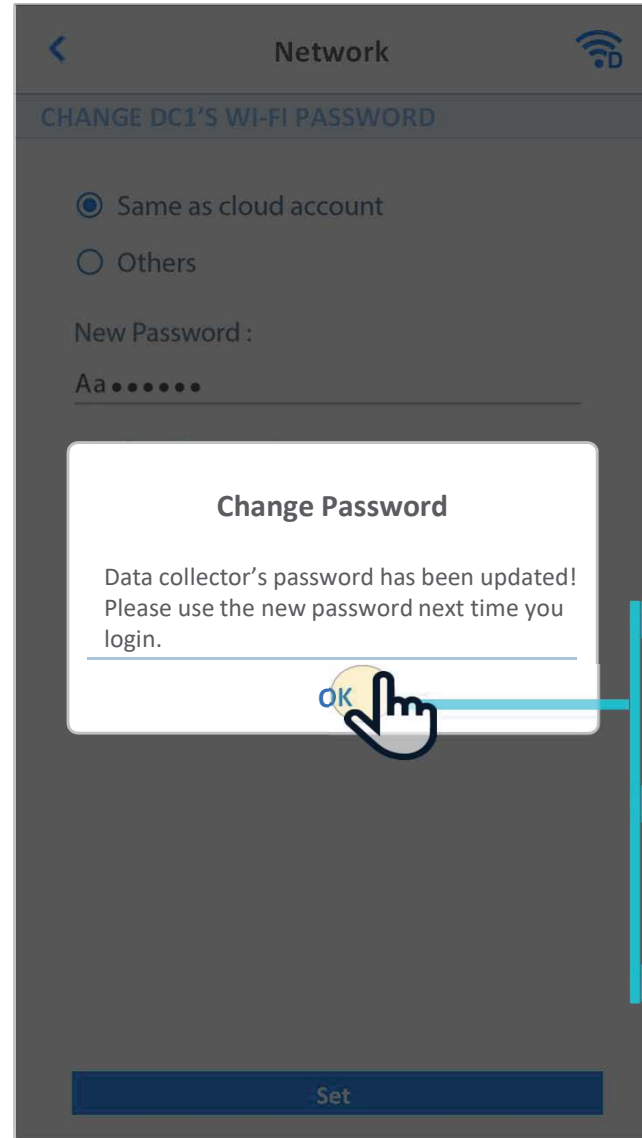 Network
D
CHANGE DC1'S WI-FI PASSWORD
Same as cloud account
Others
New Password :
Aa••••••
Change Password
Data collector's password has been updated!
Please use the new password next time you
login.
OK
Set